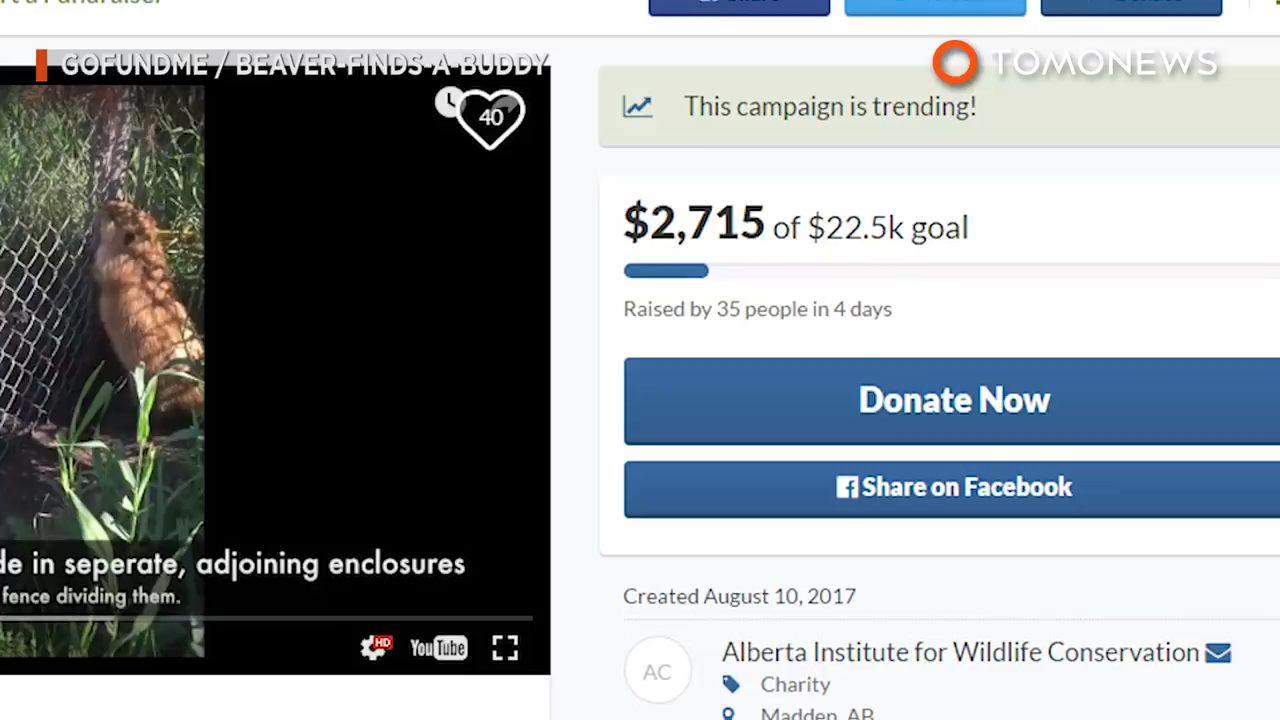 GOFUNDME / BEAVER-FINDS-A-BUDDY
TOMONEWS
40
This campaign is trending!
$2,715 of $22.5k goal
Raised by 35 people in 4 days
Donate Now
Share on Facebook
de in seperate, adjoining enclosures
fence dividing them.
HD
YouTube
Created August 10, 2017
AC
Alberta Institute for Wildlife Conservation
Charity
Madden, AB